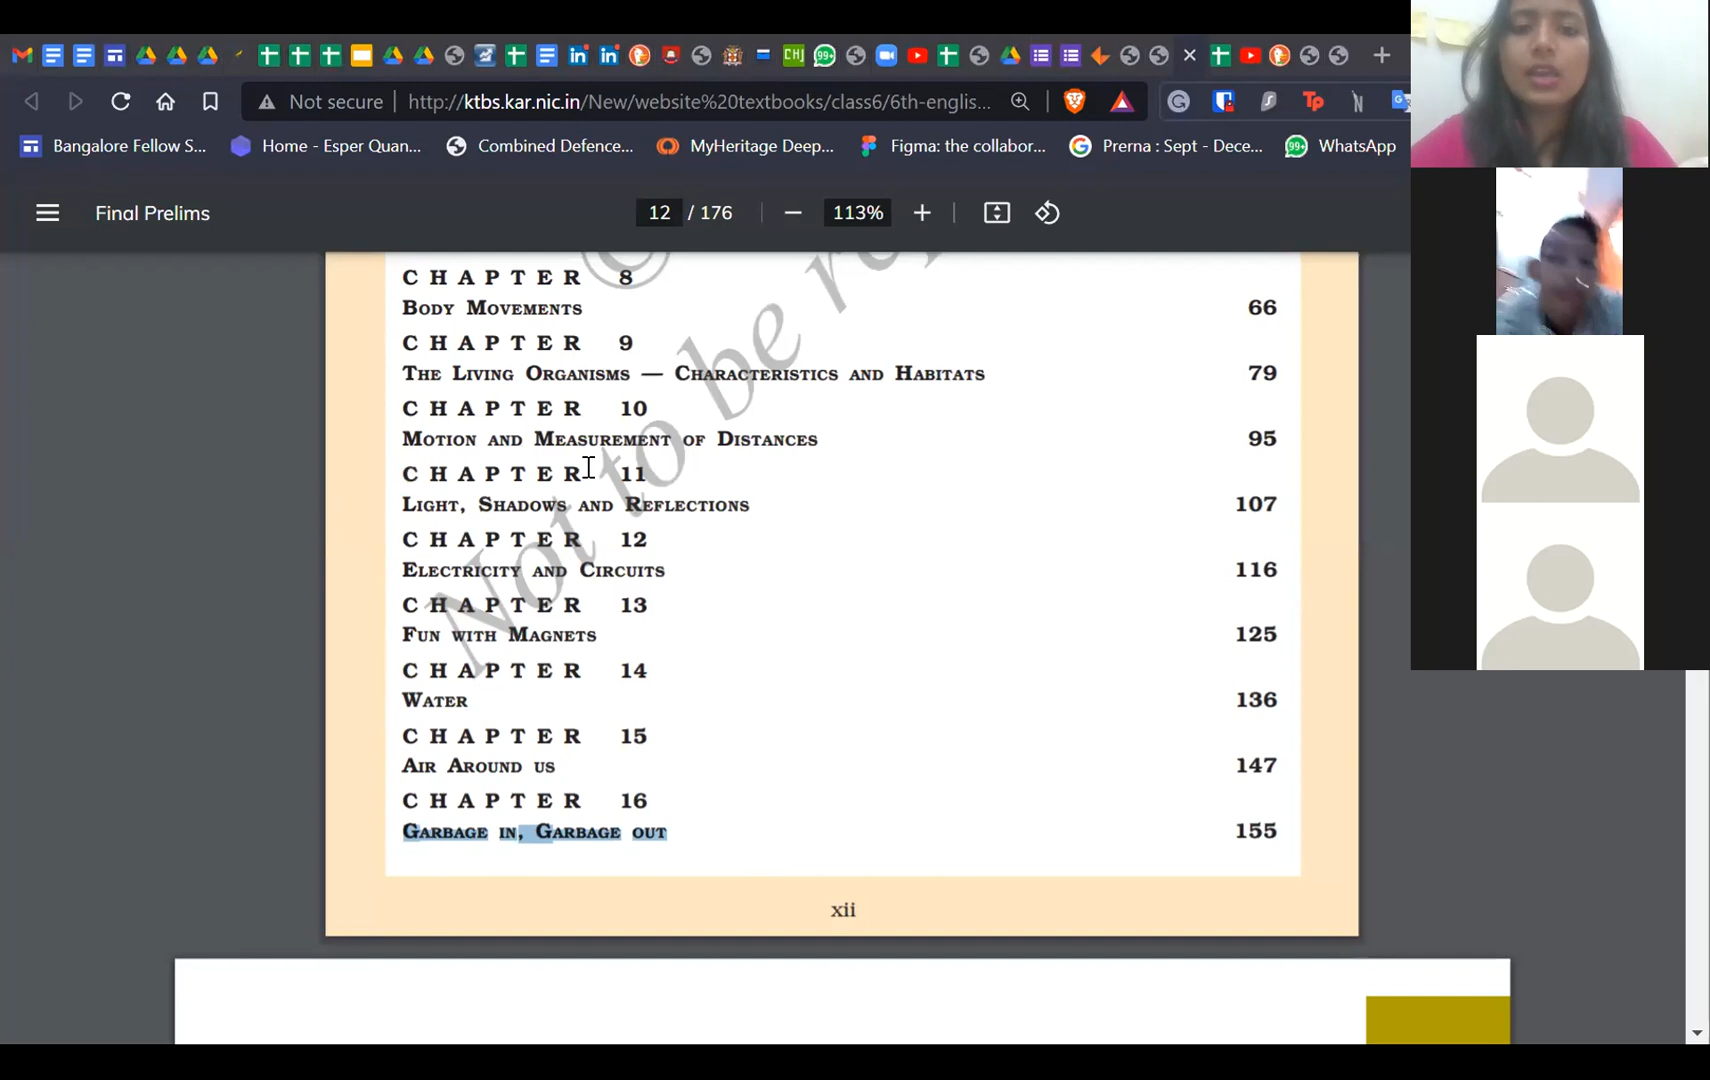 CHJ
99+
Not secure http://ktbs.kar.nic.in/New/website%20textbooks/class6/6th-englis...
Tp
Bangalore Fellow S... Home - Esper Quan... Combined Defence... MyHeritage Deep... Figma: the collabor... Prerna : Sept - Dece... 99+ WhatsApp
Final Prelims 12 / 176 113%
CHAPTER 8
BODY MOVEMENTS 66
CHAPTER 9
THE LIVING ORGANISMS — CHARACTERISTICS AND HABITATS 79
CHAPTER 10
MOTION AND MEASUREMENT OF DISTANCES 95
CHAPTER 11
LIGHT, SHADOWS AND REFLECTIONS 107
CHAPTER 12
ELECTRICITY AND CIRCUITS 116
CHAPTER 13
FUN WITH MAGNETS 125
CHAPTER 14
WATER 136
CHAPTER 15
AIR AROUND US 147
CHAPTER 16
GARBAGE IN, GARBAGE OUT 155
xii
©
Not to be